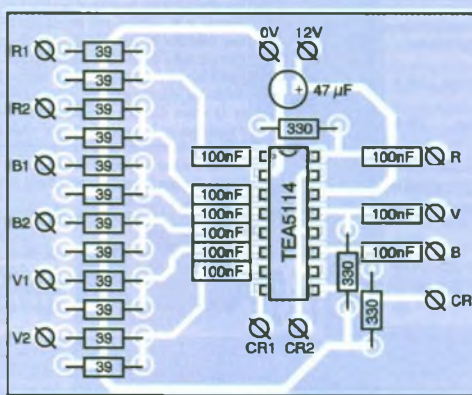 0V 12V
R1 39
39
47 µF
R2 39
39 330
B1 39 100nF 100nF R
39 100nF
B2 39 100nF 100nF V
39 100nF
TEA5114
V1 39 100nF 100nF B
39 100nF
330
330
CR
V2 39
CR1 CR2
39